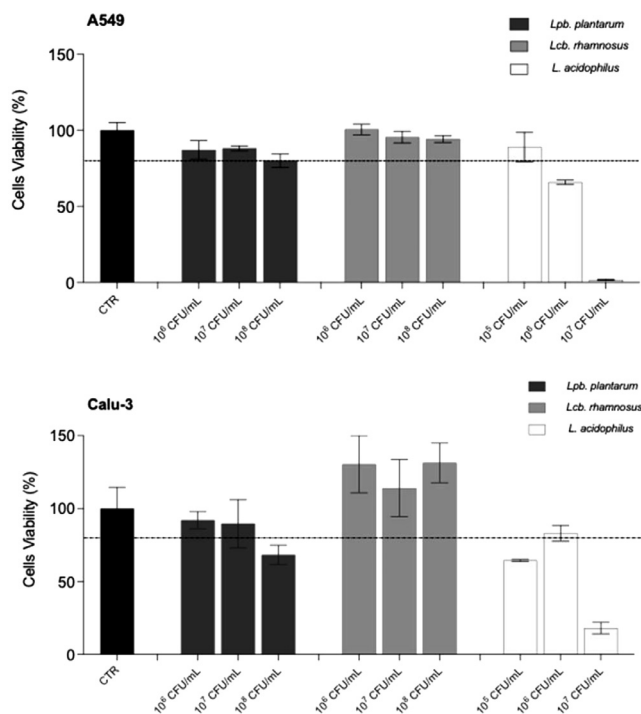 A549
Lpb. plantarum
Lcb. rhamnosus
L. acidophilus
Cells Viability (%)
150
100
50
0
CTR
10⁶ CFU/mL
10⁷ CFU/mL
10⁸ CFU/mL
10⁶ CFU/mL
10⁷ CFU/mL
10⁸ CFU/mL
10⁵ CFU/mL
10⁶ CFU/mL
10⁷ CFU/mL
Calu-3
Lpb. plantarum
Lcb. rhamnosus
L. acidophilus
Cells Viability (%)
150
100
50
0
CTR
10⁶ CFU/mL
10⁷ CFU/mL
10⁸ CFU/mL
10⁶ CFU/mL
10⁷ CFU/mL
10⁸ CFU/mL
10⁵ CFU/mL
10⁶ CFU/mL
10⁷ CFU/mL